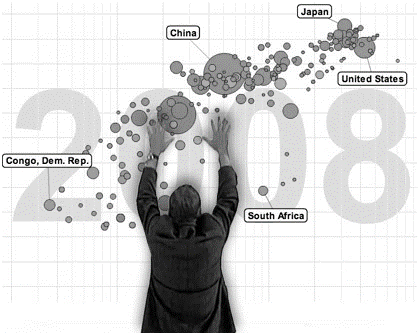 Japan
China
United States
2008
Congo, Dem. Rep.
South Africa